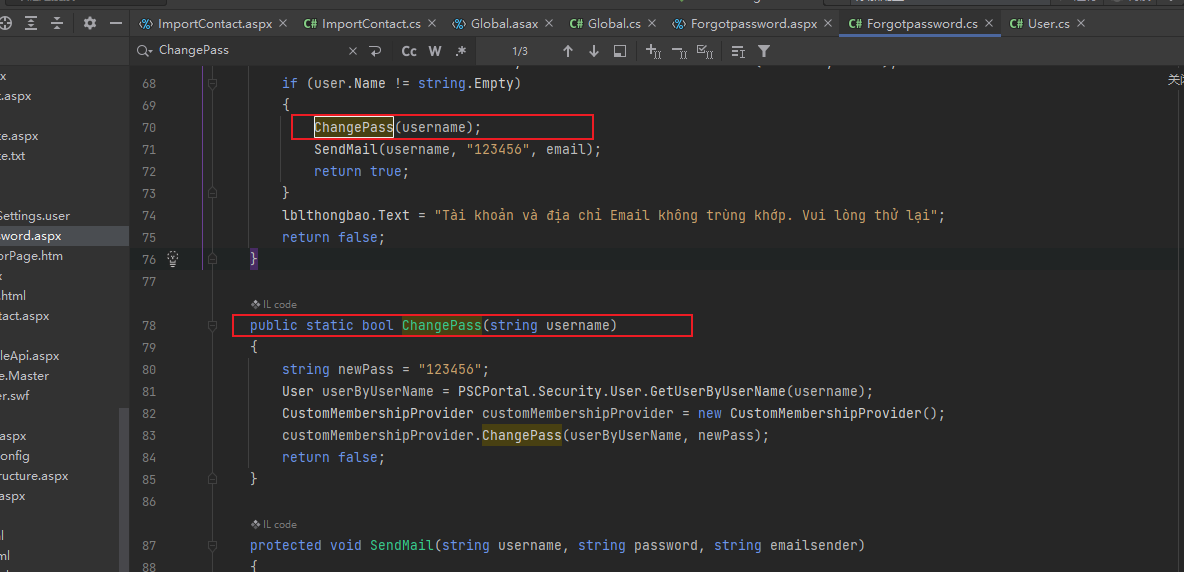 ImportContact.aspx × C# ImportContact.cs × Global.asax × C# Global.cs × Forgotpassword.aspx × C# Forgotpassword.cs × C# User.cs ×
ChangePass × Cc W .* 1/3
x
t.aspx
te.aspx
te.txt
Settings.user
sword.aspx
orPage.htm
x
.html
tact.aspx
leApi.aspx
e.Master
er.swf
aspx
onfig
ructure.aspx
aspx
l
ml
68 if (user.Name != string.Empty)
69 {
70 ChangePass(username);
71 SendMail(username, "123456", email);
72 return true;
73 }
74 lblthongbao.Text = "Tài khoản và địa chỉ Email không trùng khớp. Vui lòng thử lại";
75 return false;
76 }
77
IL code
78 public static bool ChangePass(string username)
79 {
80 string newPass = "123456";
81 User userByUserName = PSCPortal.Security.User.GetUserByUserName(username);
82 CustomMembershipProvider customMembershipProvider = new CustomMembershipProvider();
83 customMembershipProvider.ChangePass(userByUserName, newPass);
84 return false;
85 }
86
IL code
87 protected void SendMail(string username, string password, string emailsender)
88 {